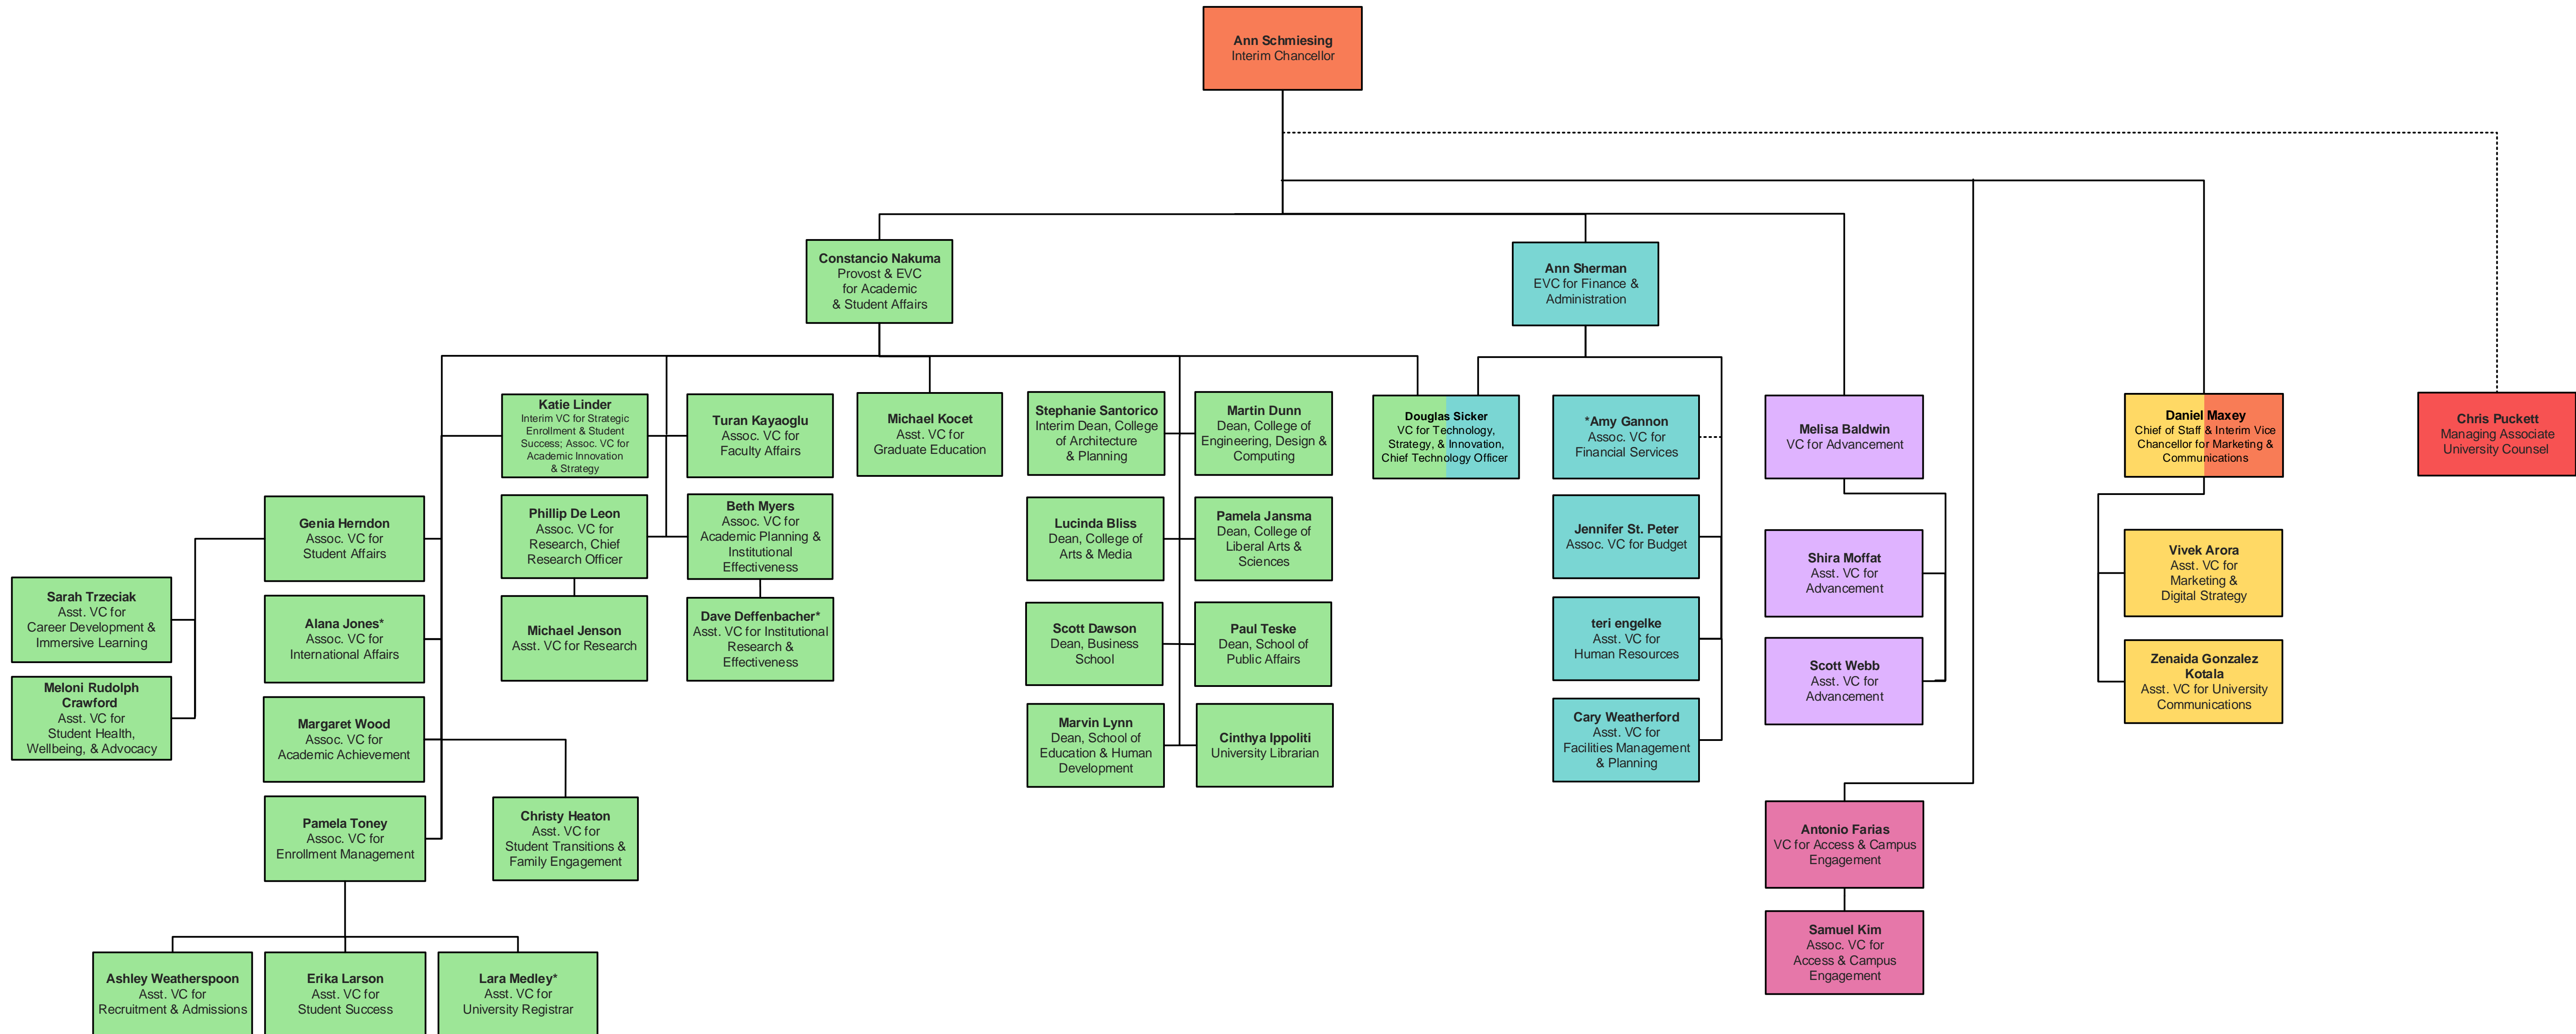 Ann Schmiesing
Interim Chancellor
Constancio Nakuma
Provost & EVC
for Academic
& Student Affairs
Ann Sherman
EVC for Finance &
Administration
Katie Linder
Interim VC for Strategic
Enrollment & Student
Success; Assoc. VC for
Academic Innovation
& Strategy
Turan Kayaoglu
Assoc. VC for
Faculty Affairs
Michael Kocet
Asst. VC for
Graduate Education
Stephanie Santorico
Interim Dean, College
of Architecture
& Planning
Martin Dunn
Dean, College of
Engineering, Design &
Computing
Douglas Sicker
VC for Technology,
Strategy, & Innovation,
Chief Technology Officer
*Amy Gannon
Assoc. VC for
Financial Services
Melisa Baldwin
VC for Advancement
Daniel Maxey
Chief of Staff & Interim Vice
Chancellor for Marketing &
Communications
Chris Puckett
Managing Associate
University Counsel
Genia Herndon
Assoc. VC for
Student Affairs
Phillip De Leon
Assoc. VC for
Research, Chief
Research Officer
Beth Myers
Assoc. VC for
Academic Planning &
Institutional
Effectiveness
Lucinda Bliss
Dean, College of
Arts & Media
Pamela Jansma
Dean, College of
Liberal Arts &
Sciences
Jennifer St. Peter
Assoc. VC for Budget
Shira Moffat
Asst. VC for
Advancement
Vivek Arora
Asst. VC for
Marketing &
Digital Strategy
Sarah Trzeciak
Asst. VC for
Career Development &
Immersive Learning
Alana Jones*
Assoc. VC for
International Affairs
Michael Jenson
Asst. VC for Research
Dave Deffenbacher*
Asst. VC for Institutional
Research &
Effectiveness
Scott Dawson
Dean, Business
School
Paul Teske
Dean, School of
Public Affairs
teri engelke
Asst. VC for
Human Resources
Scott Webb
Asst. VC for
Advancement
Zenaida Gonzalez
Kotala
Asst. VC for University
Communications
Meloni Rudolph
Crawford
Asst. VC for
Student Health,
Wellbeing, & Advocacy
Margaret Wood
Assoc. VC for
Academic Achievement
Marvin Lynn
Dean, School of
Education & Human
Development
Cinthya Ippoliti
University Librarian
Cary Weatherford
Asst. VC for
Facilities Management
& Planning
Pamela Toney
Assoc. VC for
Enrollment Management
Christy Heaton
Asst. VC for
Student Transitions &
Family Engagement
Antonio Farias
VC for Access & Campus
Engagement
Samuel Kim
Assoc. VC for
Access & Campus
Engagement
Ashley Weatherspoon
Asst. VC for
Recruitment & Admissions
Erika Larson
Asst. VC for
Student Success
Lara Medley*
Asst. VC for
University Registrar